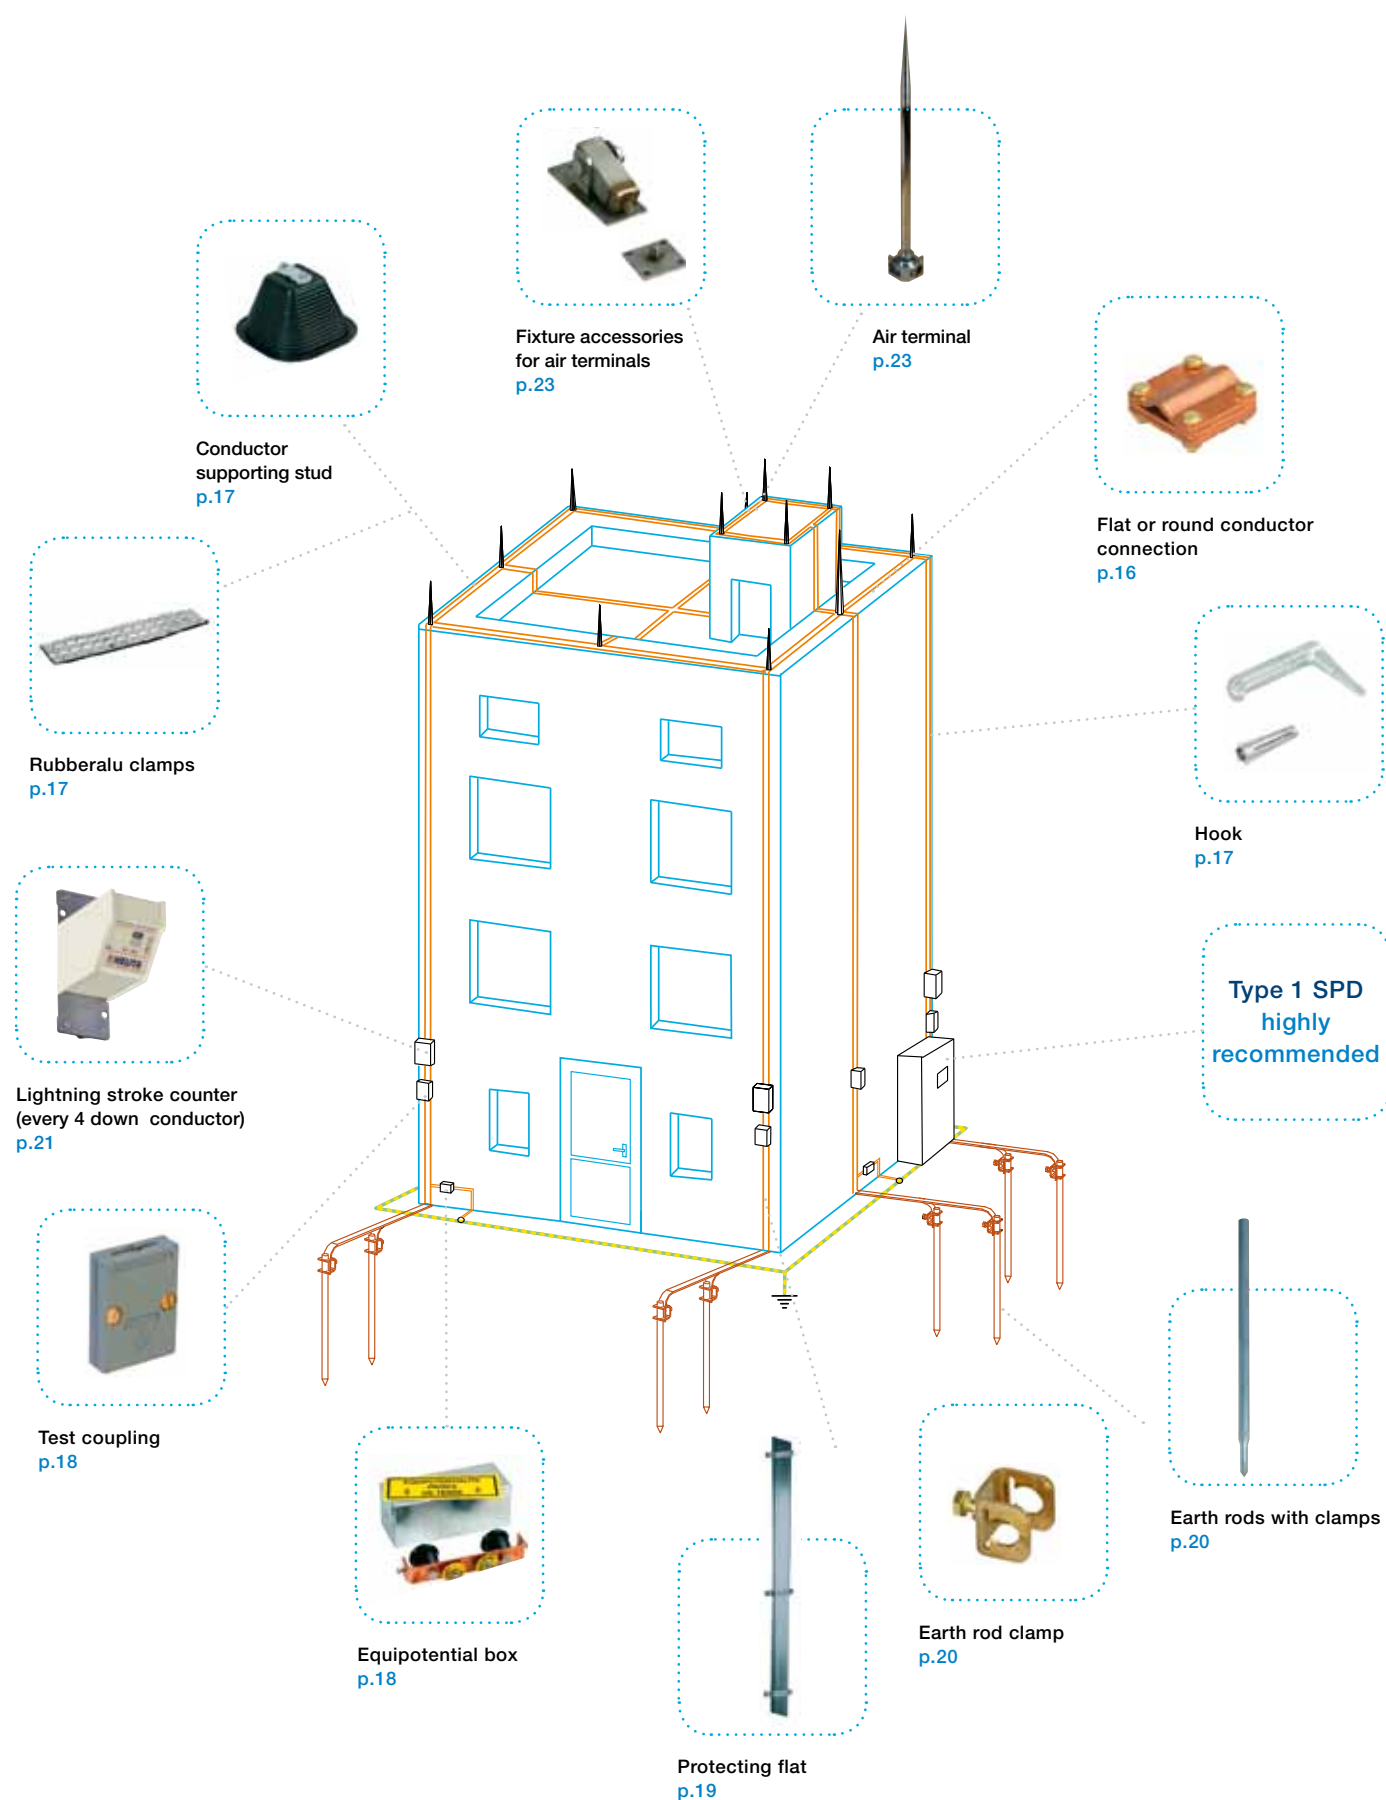 Fixture accessories
for air terminals
p.23
Air terminal
p.23
Conductor
supporting stud
p.17
Flat or round conductor
connection
p.16
Rubberalu clamps
p.17
Hook
p.17
Lightning stroke counter
(every 4 down conductor)
p.21
Type 1 SPD
highly
recommended
Test coupling
p.18
Equipotential box
p.18
Protecting flat
p.19
Earth rod clamp
p.20
Earth rods with clamps
p.20